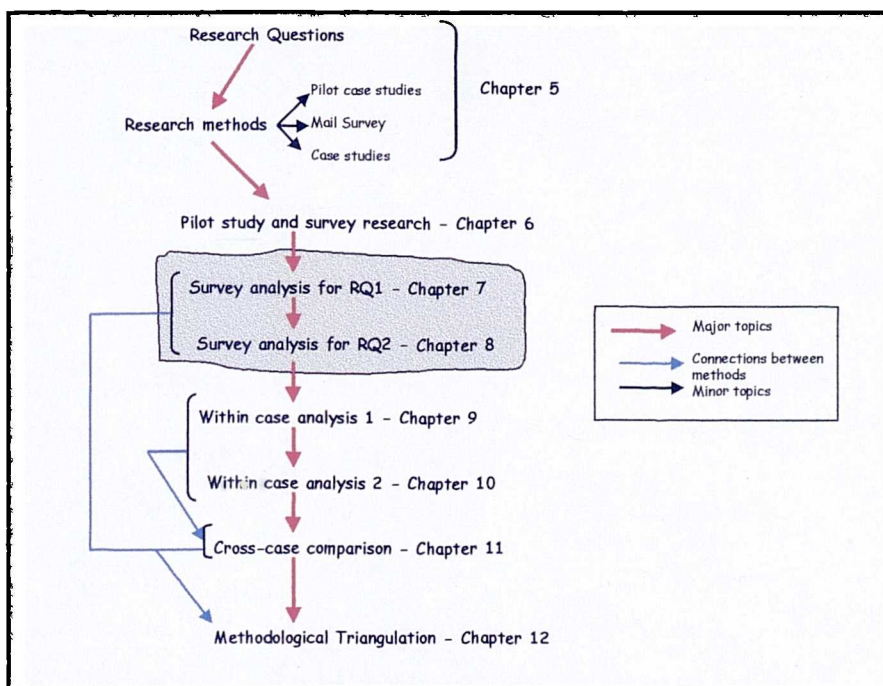 Research Questions
Pilot case studies
Chapter 5
Research methods
Mail Survey
Case studies
Pilot study and survey research - Chapter 6
Survey analysis for RQ1 - Chapter 7
Survey analysis for RQ2 - Chapter 8
Within case analysis 1 - Chapter 9
Within case analysis 2 - Chapter 10
Cross-case comparison - Chapter 11
Methodological Triangulation - Chapter 12
Major topics
Connections between
methods
Minor topics